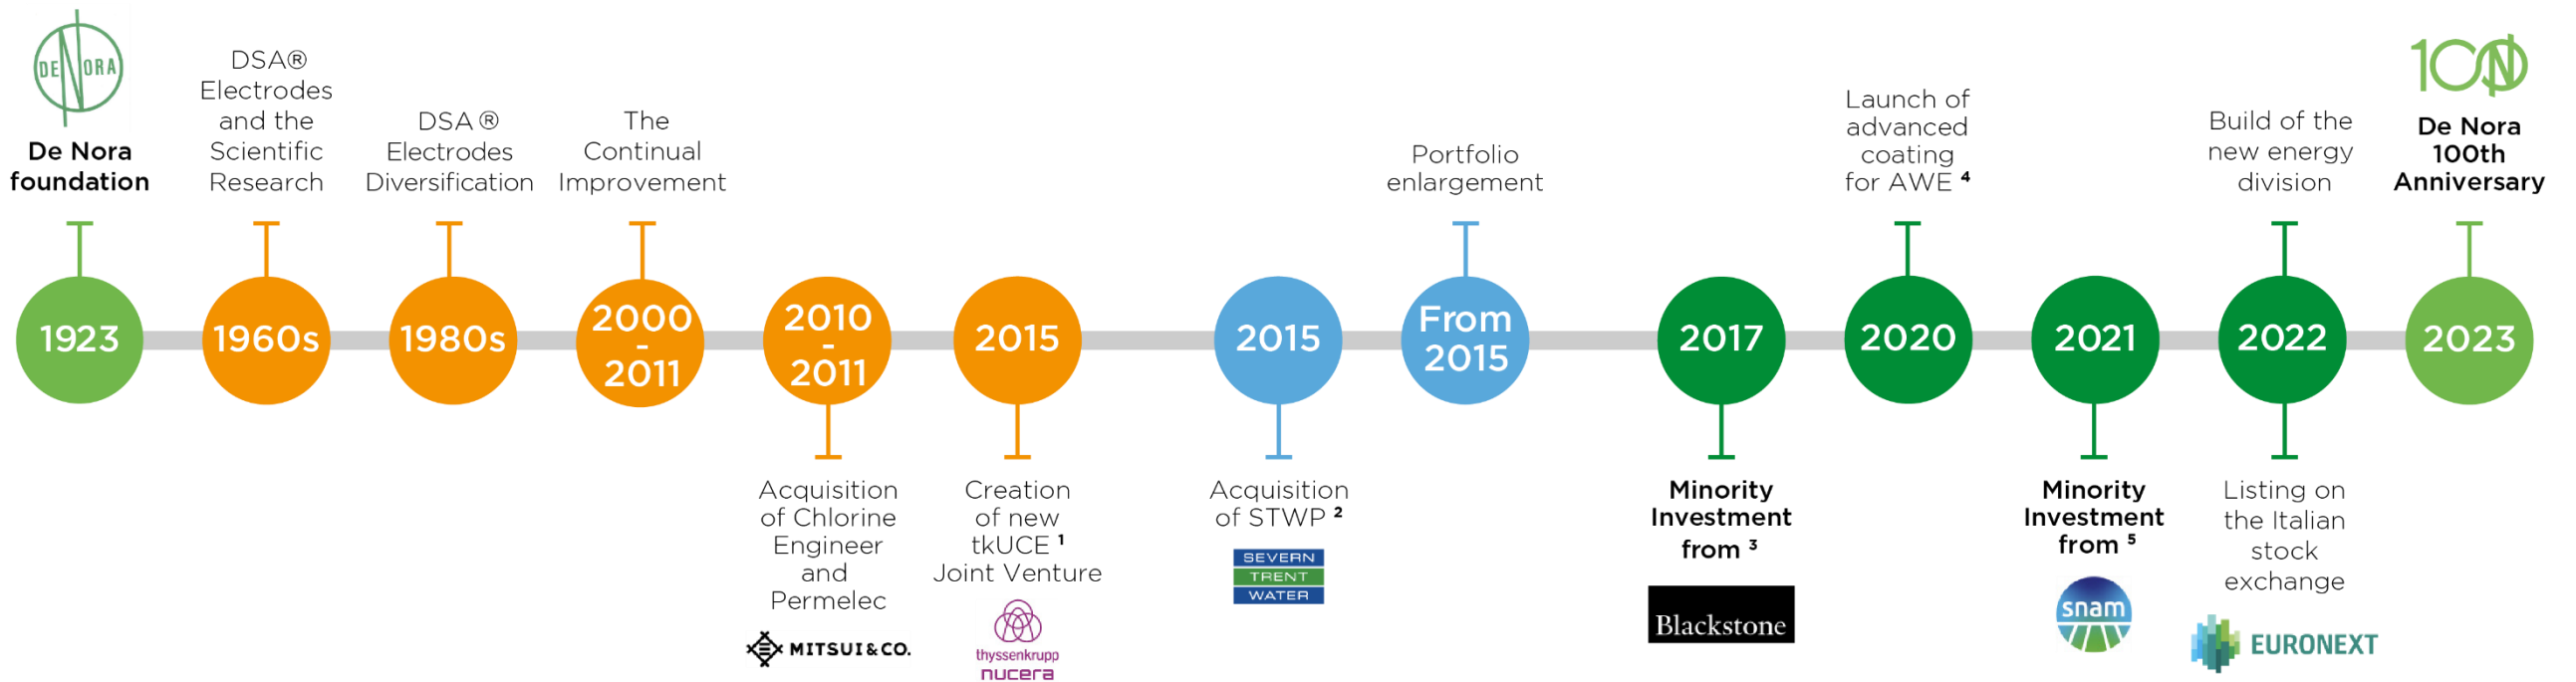 DE NORA
De Nora
foundation
1923
DSA®
Electrodes
and the
Scientific
Research
1960s
DSA ®
Electrodes
Diversification
1980s
The
Continual
Improvement
2000
-
2011
2010
-
2011
Acquisition
of Chlorine
Engineer
and
Permelec
MITSUI & CO.
2015
Creation
of new
tkUCE 1
Joint Venture
thyssenkrupp
nucera
2015
Acquisition
of STWP 2
SEVERN
TRENT
WATER
Portfolio
enlargement
From
2015
2017
Minority
Investment
from 3
Blackstone
Launch of
advanced
coating
for AWE 4
2020
2021
Minority
Investment
from 5
snam
Build of the
new energy
division
2022
Listing on
the Italian
stock
exchange
EURONEXT
100
De Nora
100th
Anniversary
2023